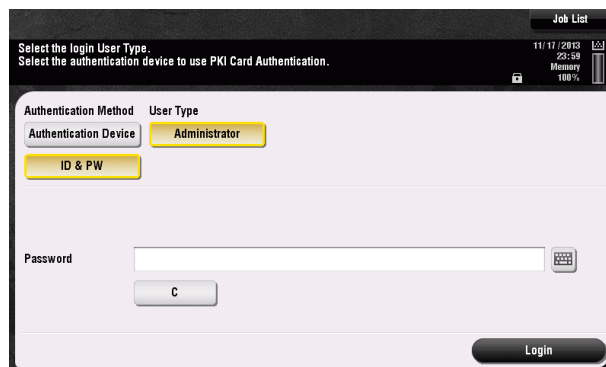 Job List
Select the login User Type.
Select the authentication device to use PKI Card Authentication.
11/17/2013
23:59
Memory
100%
Authentication Method
User Type
Authentication Device
Administrator
ID & PW
Password
C
Login